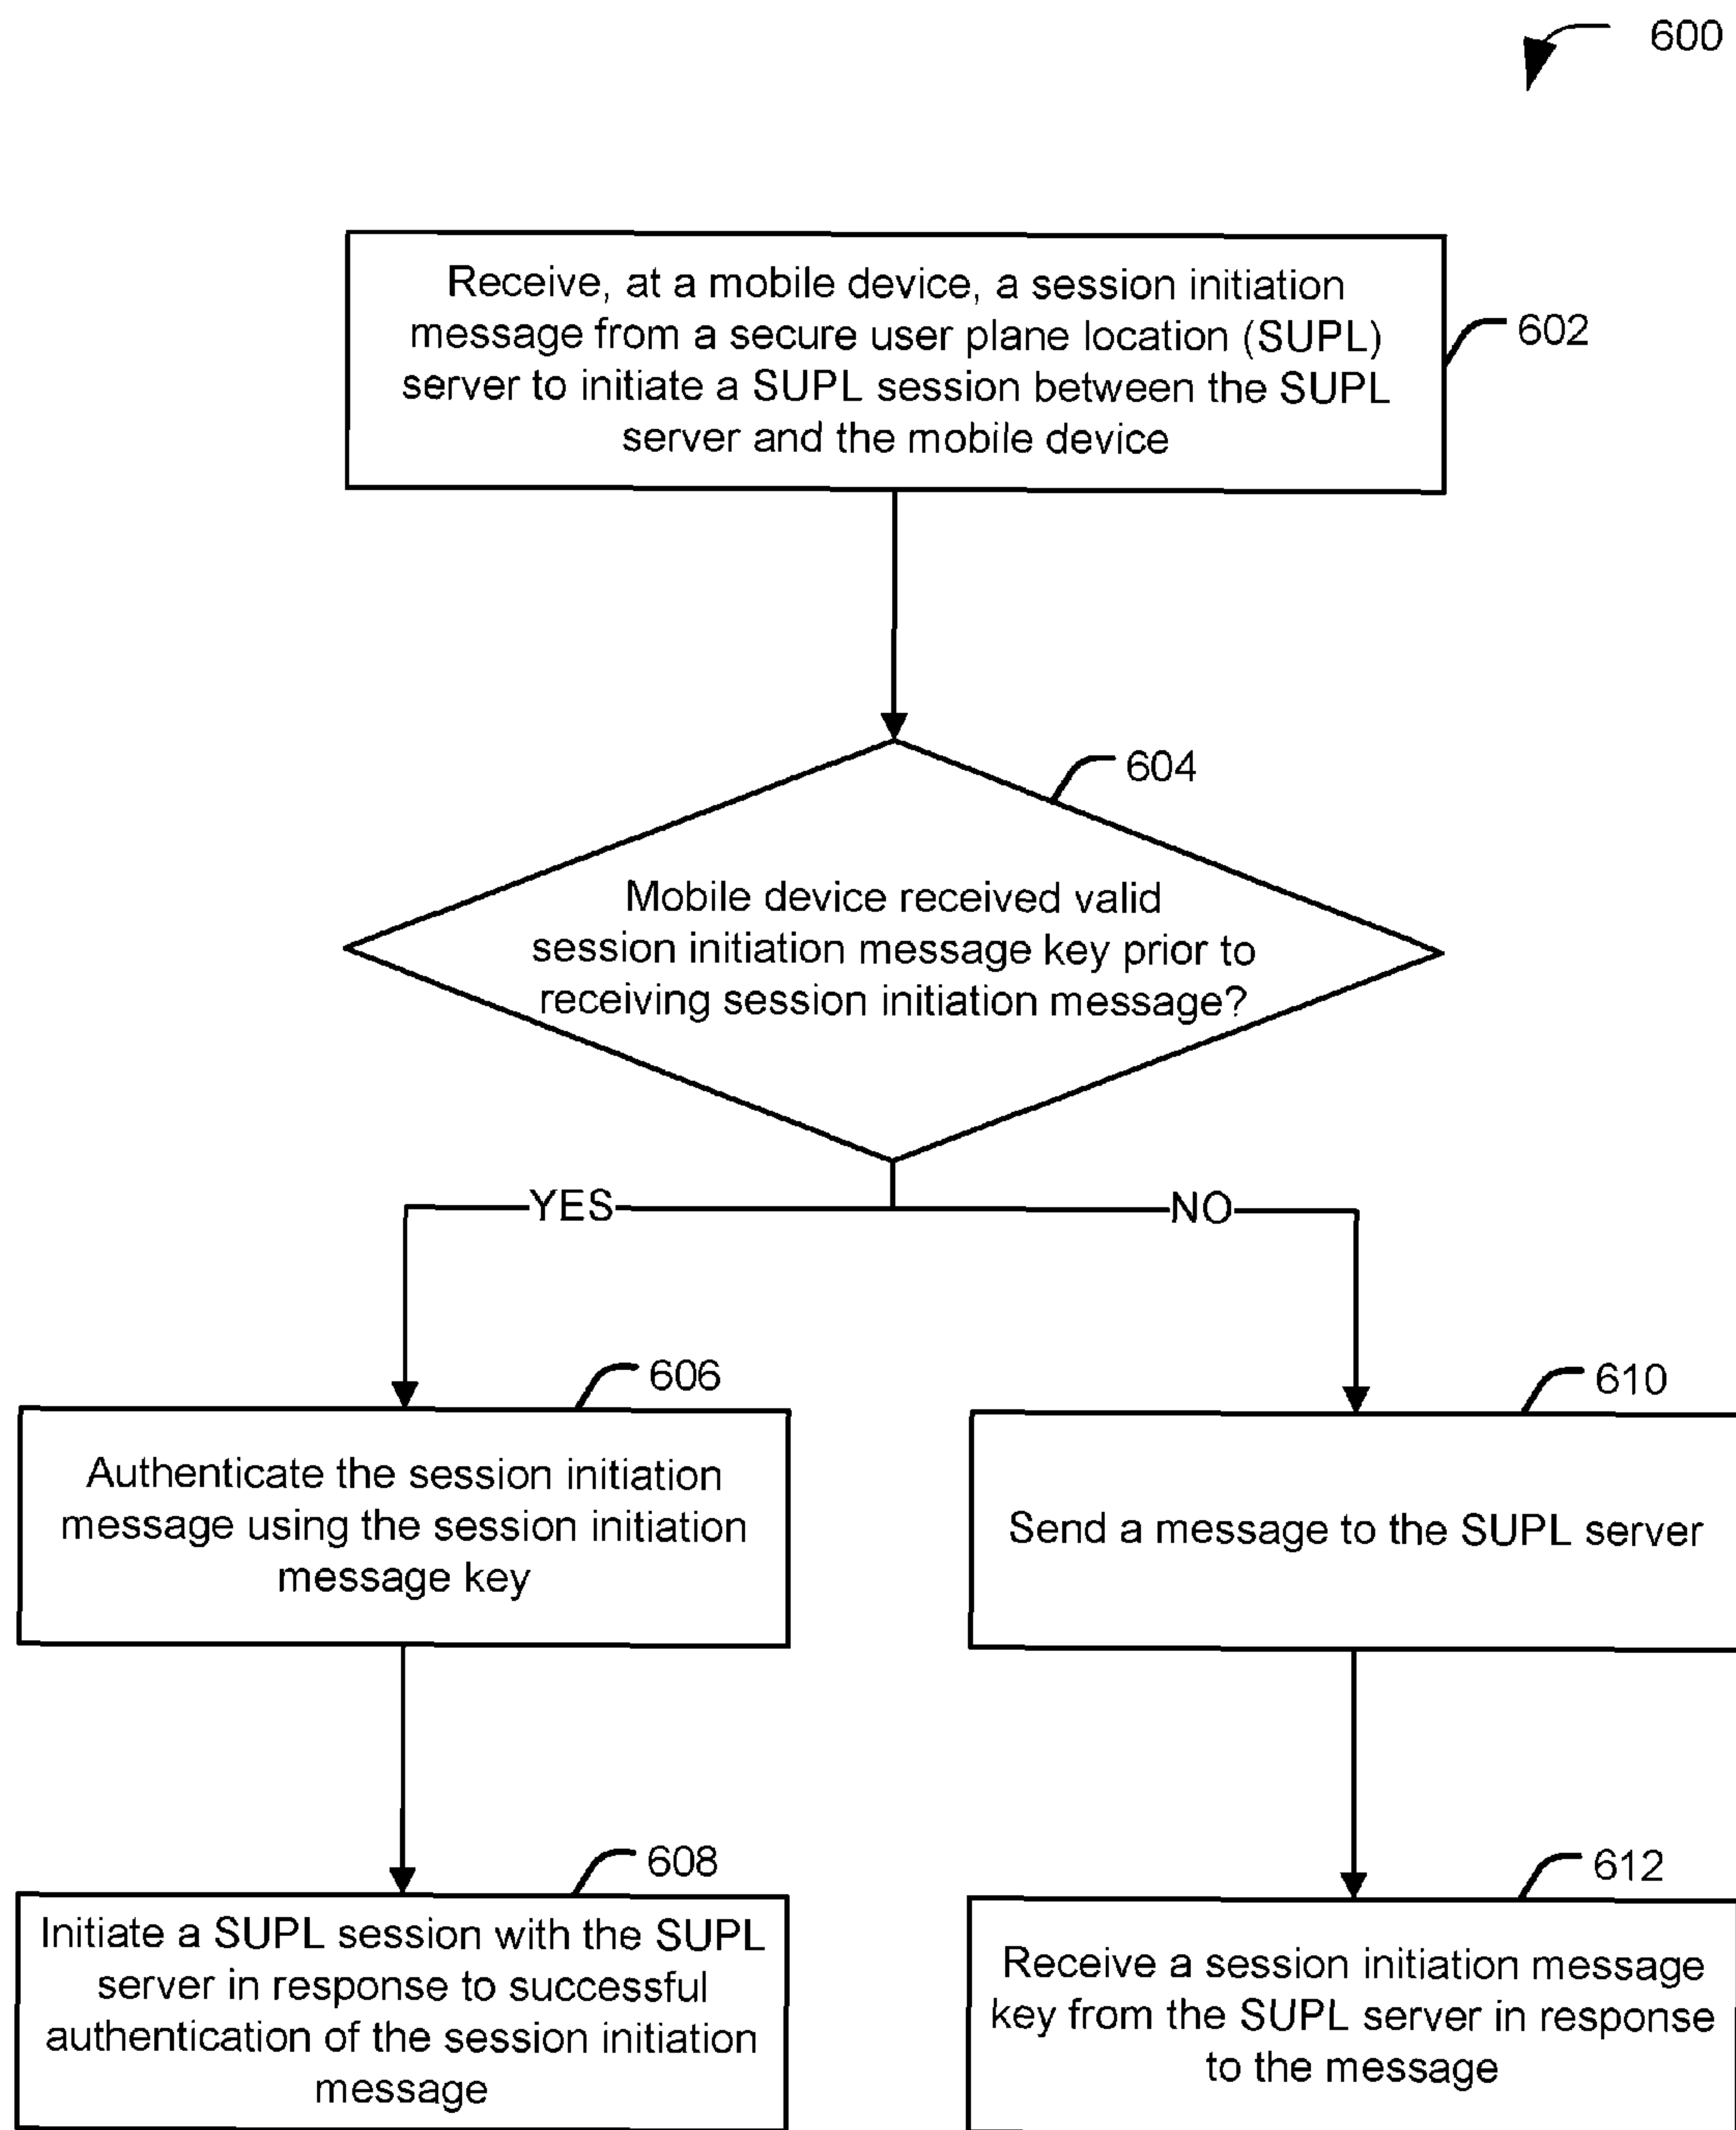 600
Receive, at a mobile device, a session initiation
message from a secure user plane location (SUPL)
server to initiate a SUPL session between the SUPL
server and the mobile device
602
604
Mobile device received valid
session initiation message key prior to
receiving session initiation message?
YES
NO
606
Authenticate the session initiation
message using the session initiation
message key
610
Send a message to the SUPL server
608
Initiate a SUPL session with the SUPL
server in response to successful
authentication of the session initiation
message
612
Receive a session initiation message
key from the SUPL server in response
to the message